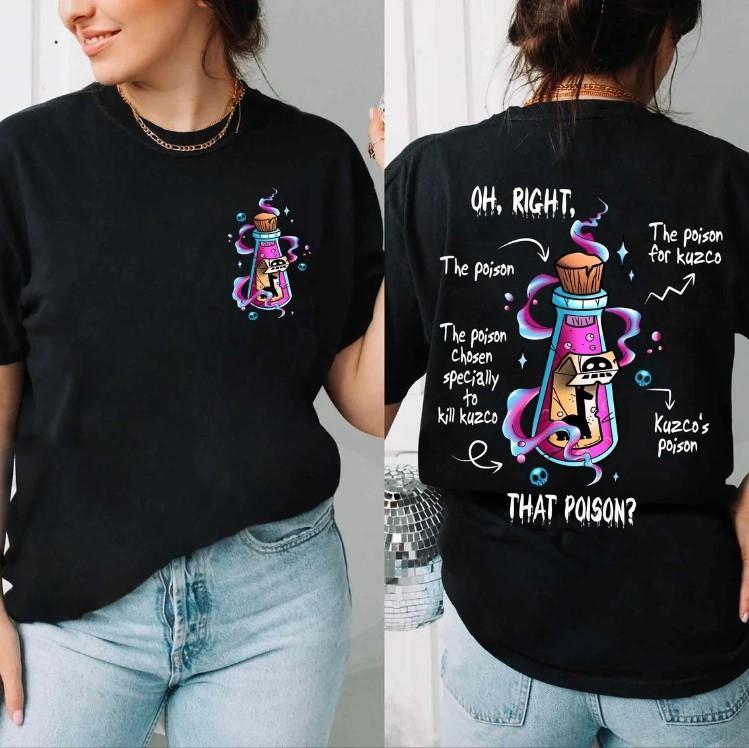 OH, RIGHT,
The poison
The poison
for kuzco
The poison
chosen
specially
to
kill kuzco
Kuzco's
poison
THAT POISON?